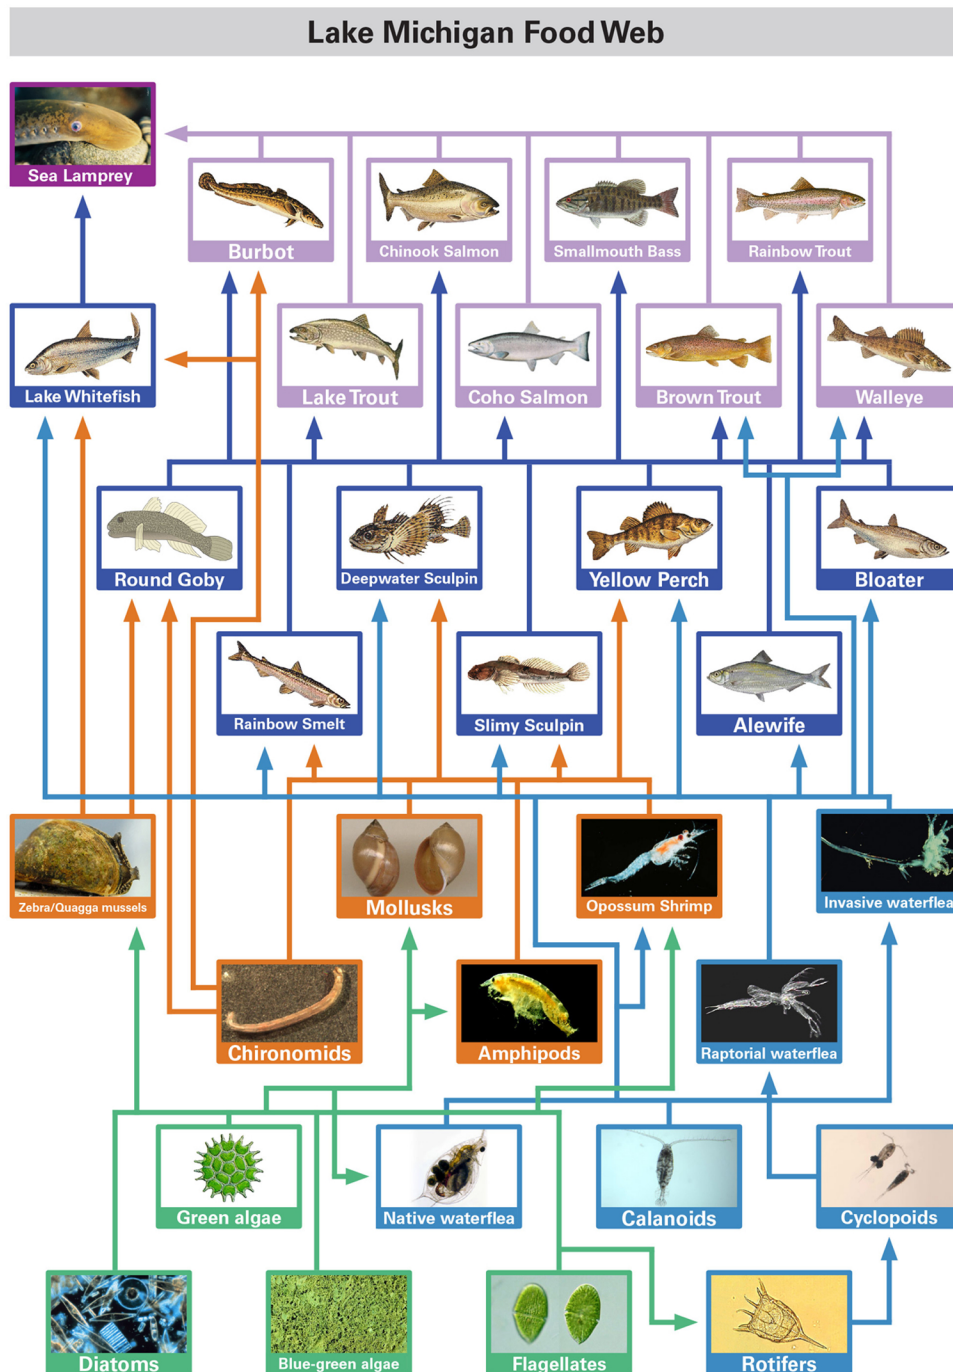 Lake Michigan Food Web
Sea Lamprey
Burbot
Chinook Salmon
Smallmouth Bass
Rainbow Trout
Lake Whitefish
Lake Trout
Coho Salmon
Brown Trout
Walleye
Round Goby
Deepwater Sculpin
Yellow Perch
Bloater
Rainbow Smelt
Slimy Sculpin
Alewife
Zebra/Quagga mussels
Mollusks
Opossum Shrimp
Invasive waterflea
Chironomids
Amphipods
Raptorial waterflea
Green algae
Native waterflea
Calanoids
Cyclopoids
Diatoms
Blue-green algae
Flagellates
Rotifers